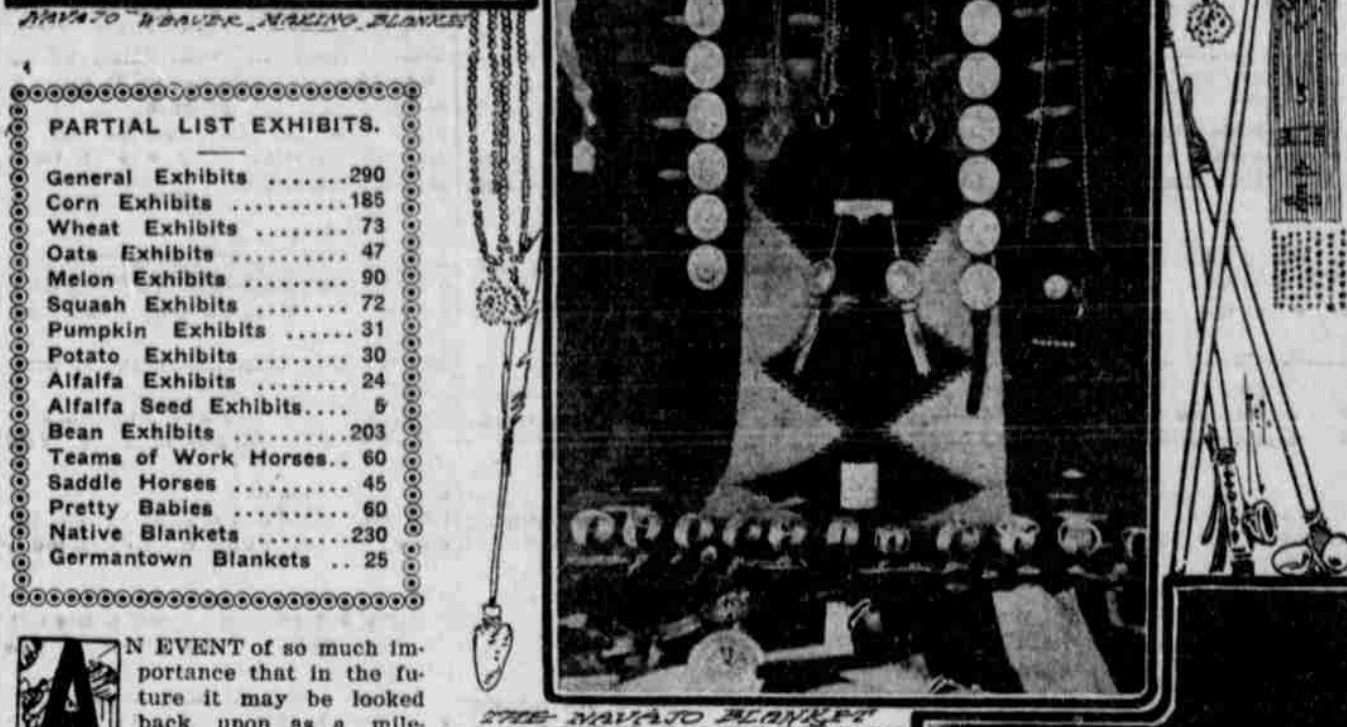 NAVAJO WEAVER MAKING BLANKET
PARTIAL LIST EXHIBITS.
General Exhibits .......290
Corn Exhibits ..........185
Wheat Exhibits ........ 73
Oats Exhibits .......... 47
Melon Exhibits ......... 90
Squash Exhibits ........ 72
Pumpkin Exhibits ...... 31
Potato Exhibits ........ 30
Alfalfa Exhibits ........ 24
Alfalfa Seed Exhibits.... 5
Bean Exhibits ..........203
Teams of Work Horses.. 60
Saddle Horses .......... 45
Pretty Babies .......... 60
Native Blankets ........230
Germantown Blankets .. 25
AN EVENT of so much im-
portance that in the fu-
ture it may be looked
back upon as a mile-
THE NAVAJO BLANKET